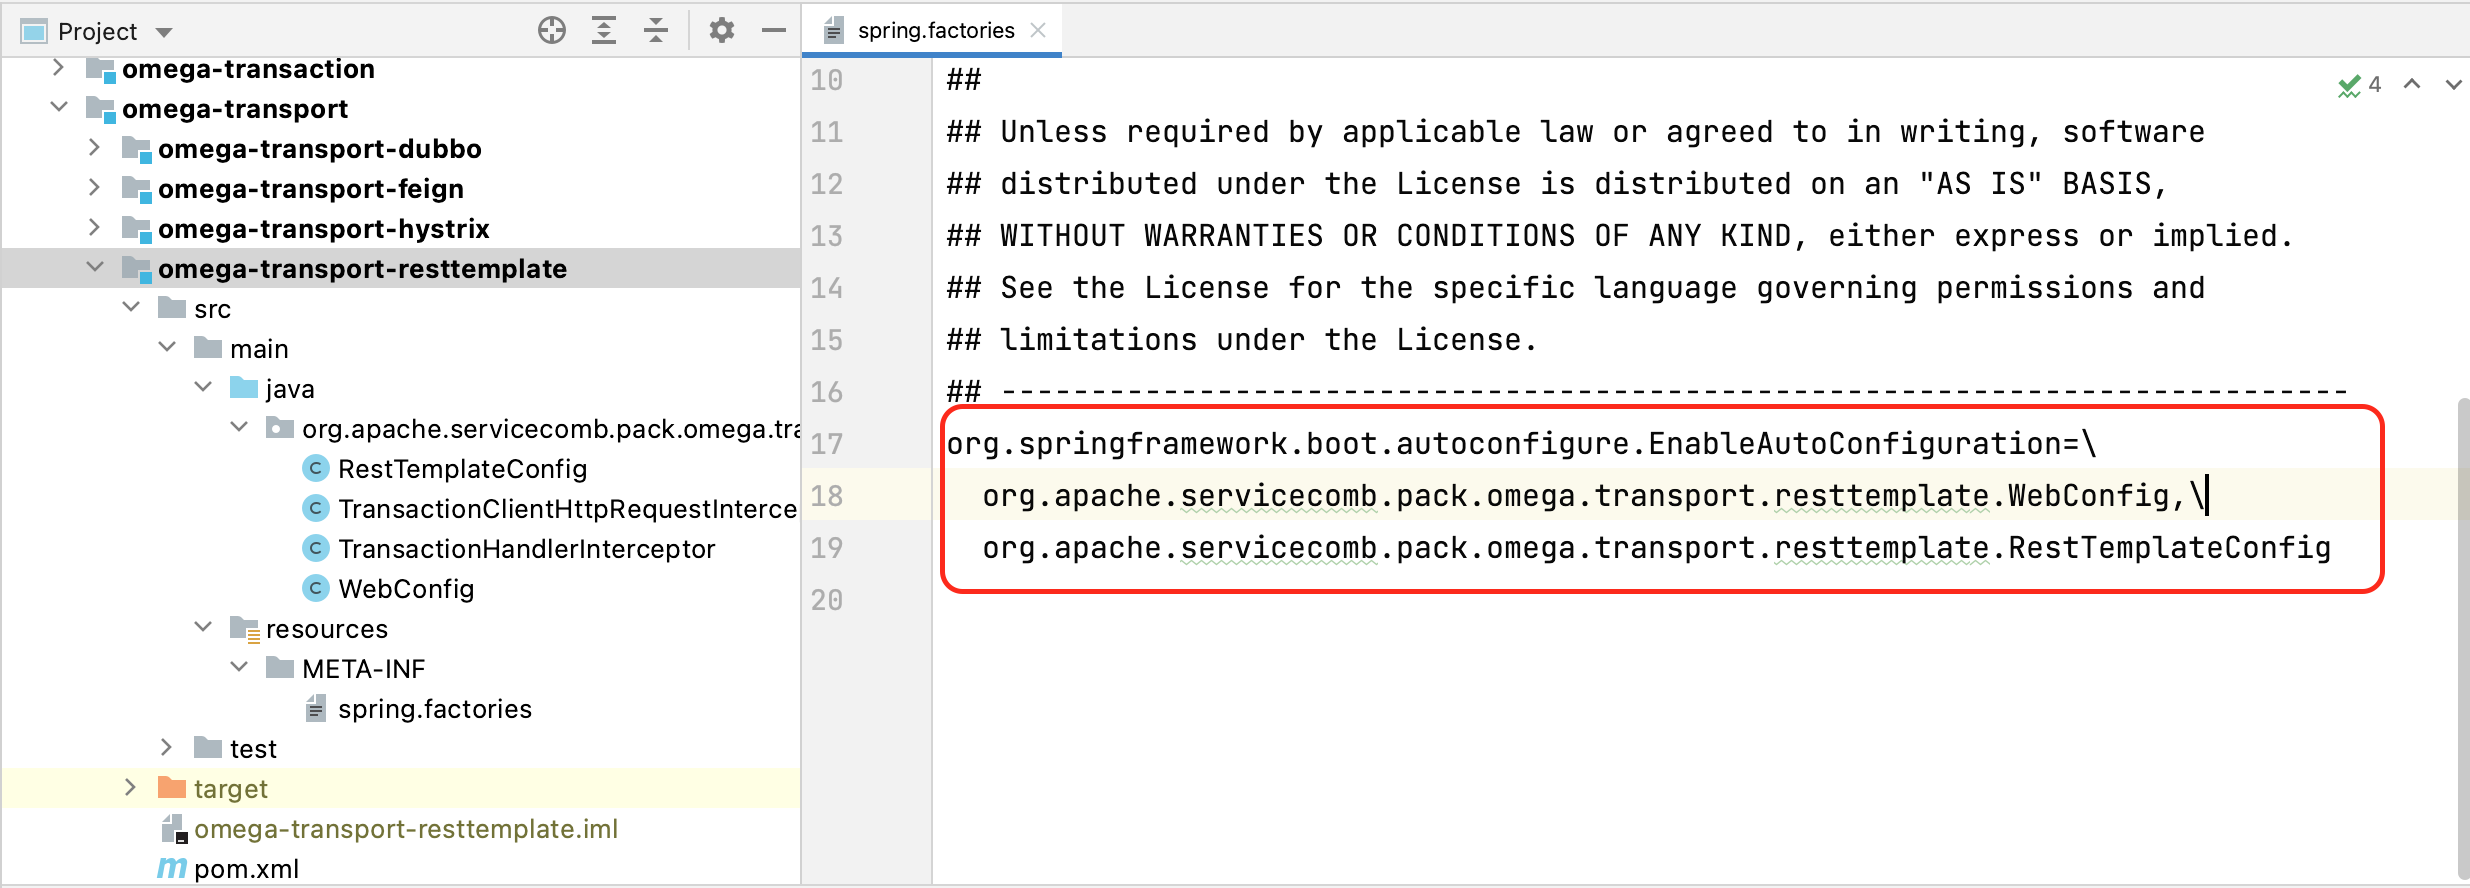 Project
omega-transaction
omega-transport
omega-transport-dubbo
omega-transport-feign
omega-transport-hystrix
omega-transport-resttemplate
src
main
java
org.apache.servicecomb.pack.omega.tra
RestTemplateConfig
TransactionClientHttpRequestInterce
TransactionHandlerInterceptor
WebConfig
resources
META-INF
spring.factories
test
target
omega-transport-resttemplate.iml
pom.xml
spring.factories
4
10 ##
11 ## Unless required by applicable law or agreed to in writing, software
12 ## distributed under the License is distributed on an "AS IS" BASIS,
13 ## WITHOUT WARRANTIES OR CONDITIONS OF ANY KIND, either express or implied.
14 ## See the License for the specific language governing permissions and
15 ## limitations under the License.
16 ## ---------------------------------------------------------------------------
17 org.springframework.boot.autoconfigure.EnableAutoConfiguration=\
18 org.apache.servicecomb.pack.omega.transport.resttemplate.WebConfig,\
19 org.apache.servicecomb.pack.omega.transport.resttemplate.RestTemplateConfig
20